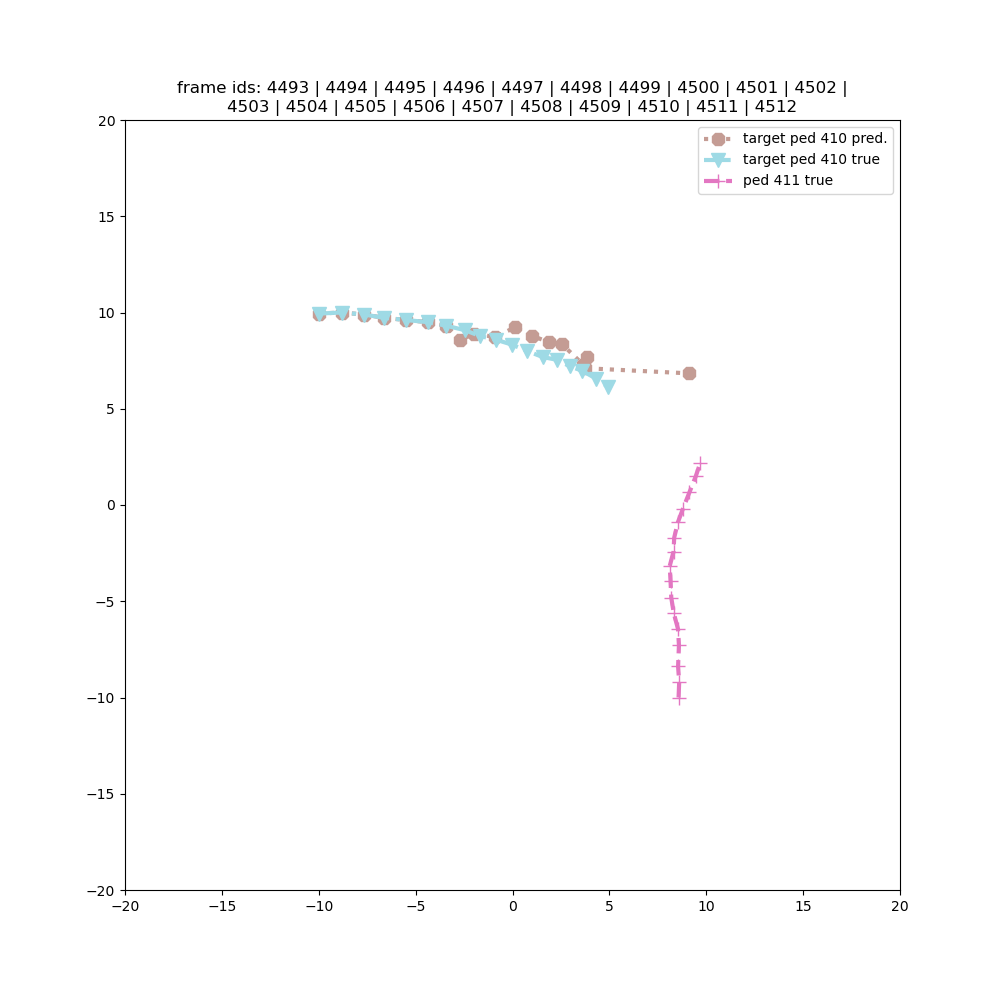 frame ids: 4493 | 4494 | 4495 | 4496 | 4497 | 4498 | 4499 | 4500 | 4501 | 4502 |
4503 | 4504 | 4505 | 4506 | 4507 | 4508 | 4509 | 4510 | 4511 | 4512
target ped 410 pred.
target ped 410 true
ped 411 true
20
15
10
5
0
−5
−10
−15
−20
−20 −15 −10 −5 0 5 10 15 20